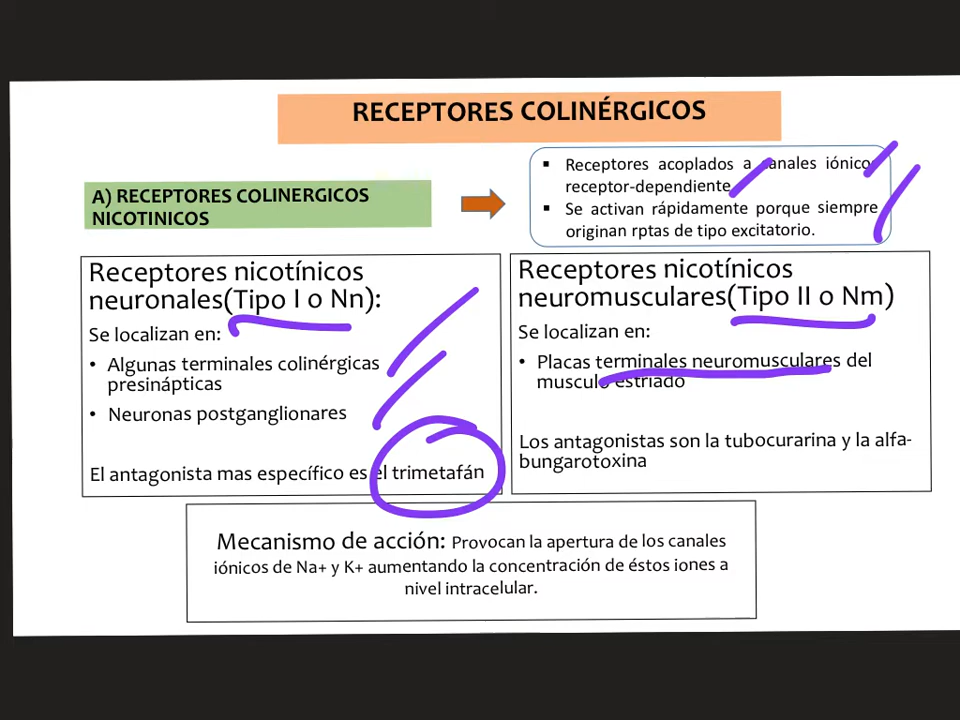 RECEPTORES COLINÉRGICOS
A) RECEPTORES COLINERGICOS
NICOTINICOS
▪ Receptores acoplados a canales iónicos
receptor-dependiente
▪ Se activan rápidamente porque siempre
originan rptas de tipo excitatorio.
Receptores nicotínicos
neuronales(Tipo I o Nn):
Se localizan en:
• Algunas terminales colinérgicas
presinápticas
• Neuronas postganglionares
El antagonista mas específico es el trimetafán
Receptores nicotínicos
neuromusculares(Tipo II o Nm)
Se localizan en:
• Placas terminales neuromusculares del
musculo estriado
Los antagonistas son la tubocurarina y la alfa-
bungarotoxina
Mecanismo de acción: Provocan la apertura de los canales
iónicos de Na+ y K+ aumentando la concentración de éstos iones a
nivel intracelular.